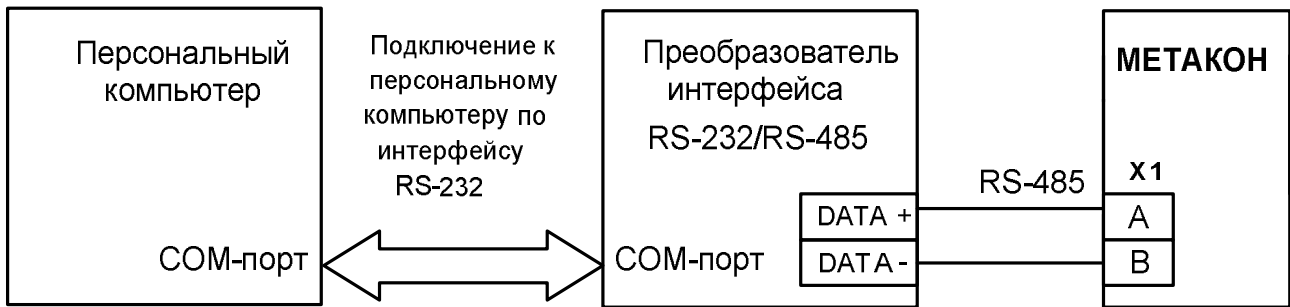 Персональный
компьютер
COM-порт
Подключение к
персональному
компьютеру по
интерфейсу
RS-232
Преобразователь
интерфейса
RS-232/RS-485
DATA +
DATA -
COM-порт
RS-485
МЕТАКОН
X1
A
B